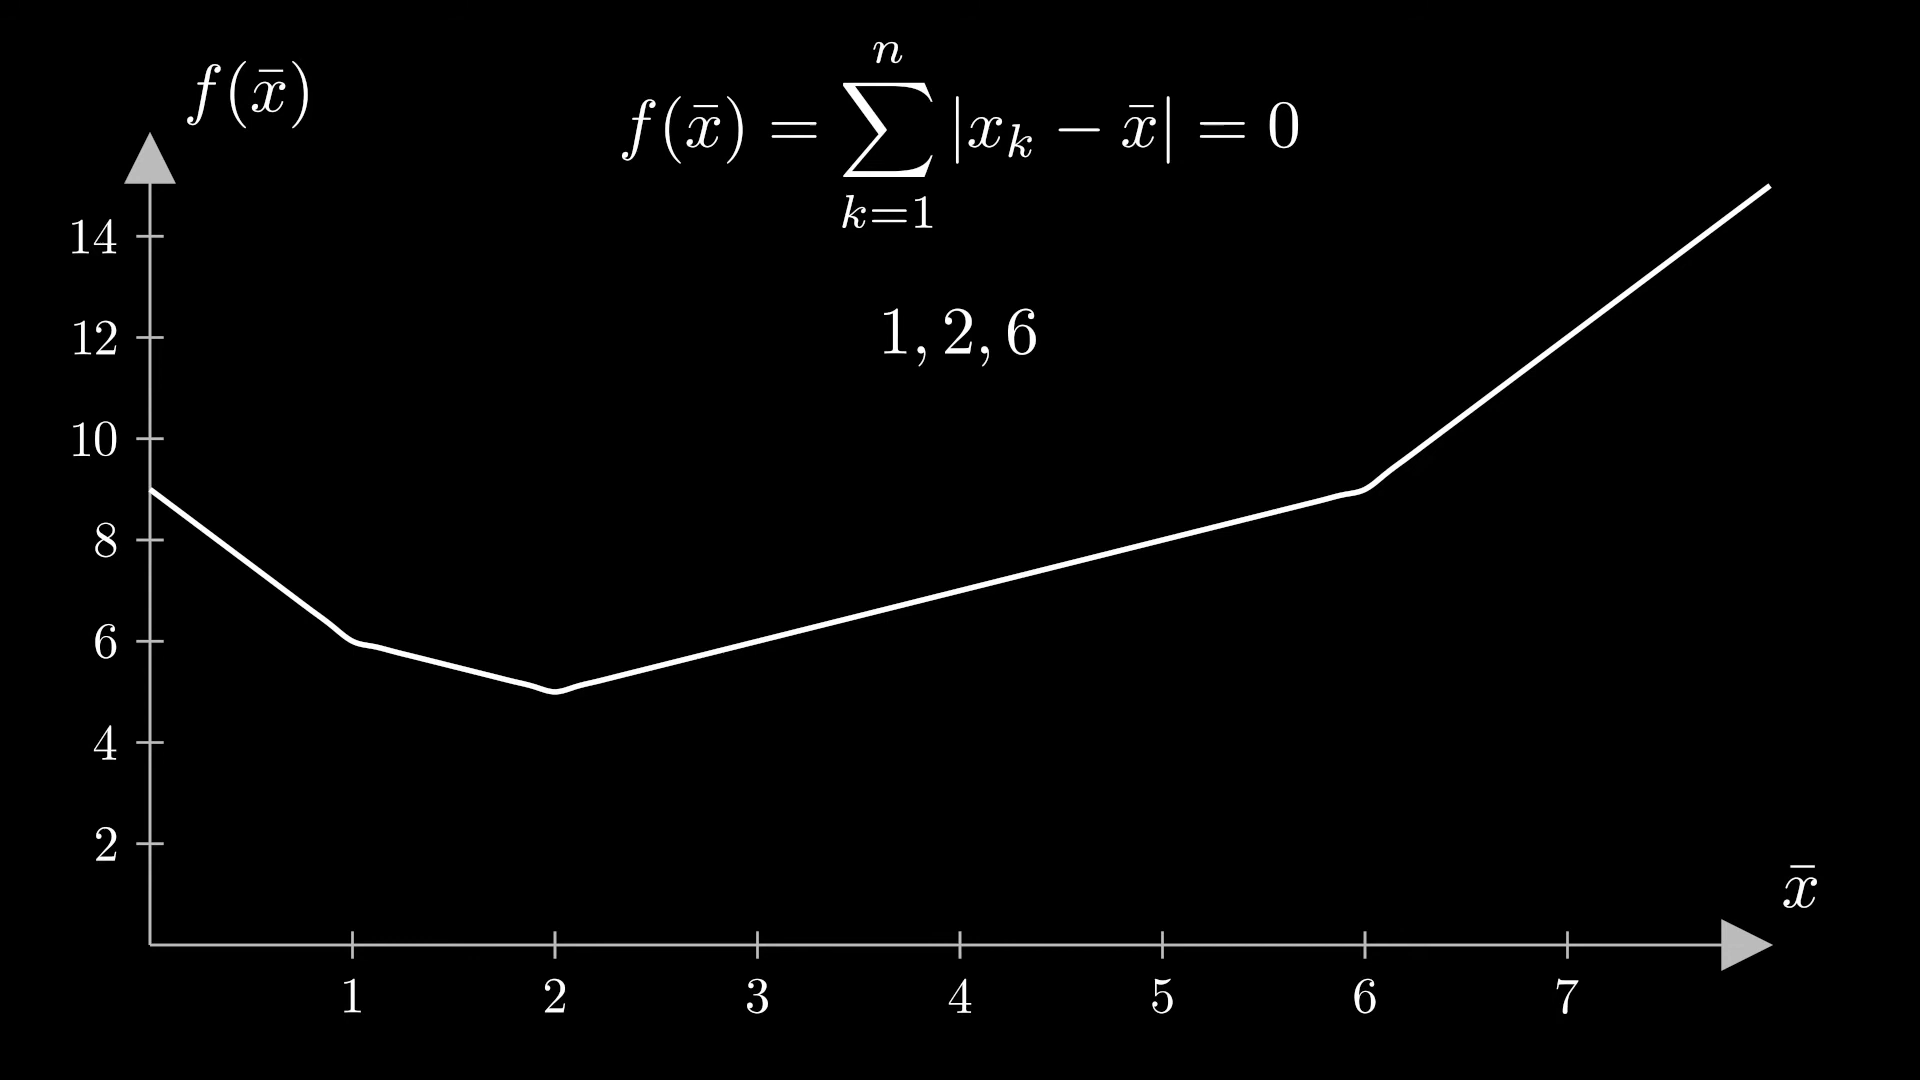 f(x̄)
f(x̄) = ∑_{k=1}^{n} |x_k − x̄| = 0
1, 2, 6
14
12
10
8
6
4
2
x̄
1 2 3 4 5 6 7